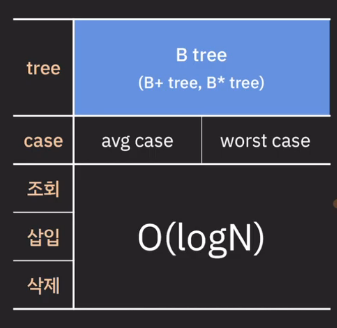 tree
B tree
(B+ tree, B* tree)
case
avg case
worst case
조회
삽입
삭제
O(logN)